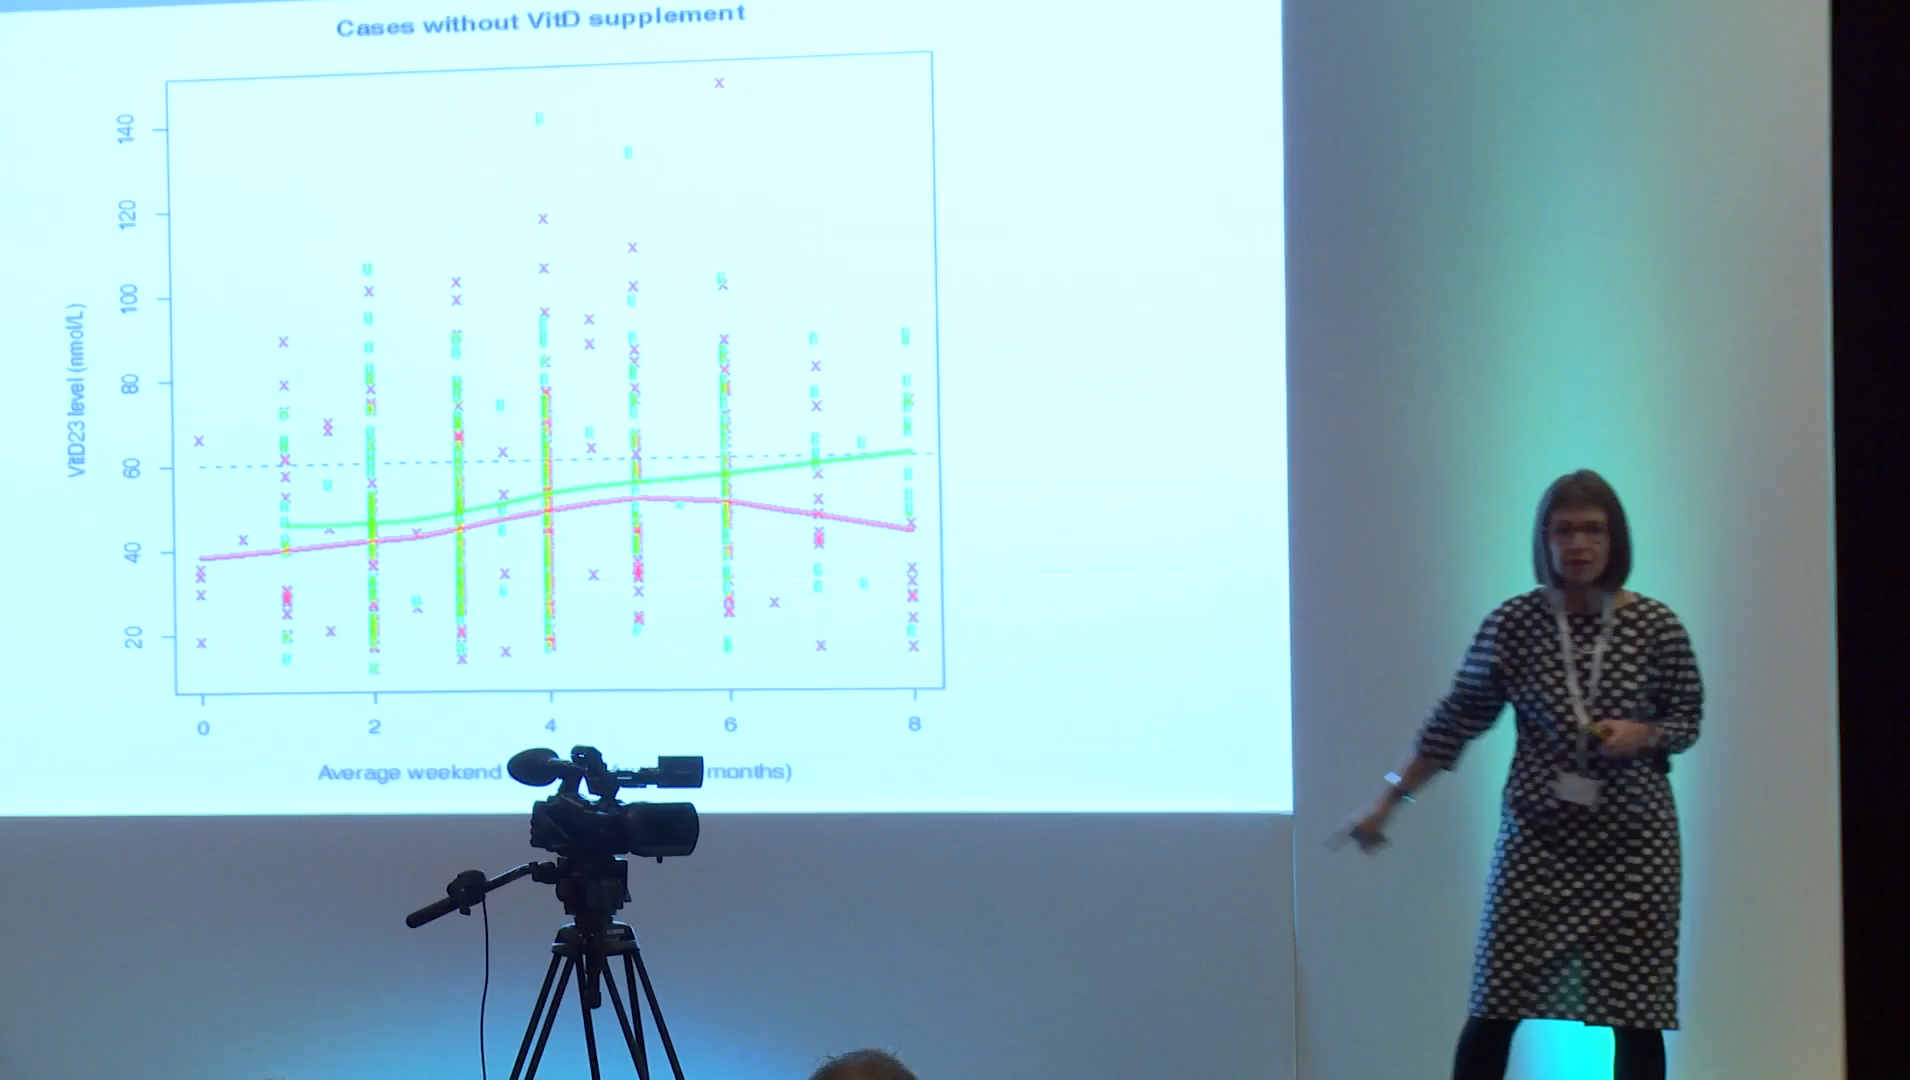 Cases without VitD supplement
VitD23 level (nmol/L)
140
120
100
80
60
40
20
0 2 4 6 8
Average weekend
months)